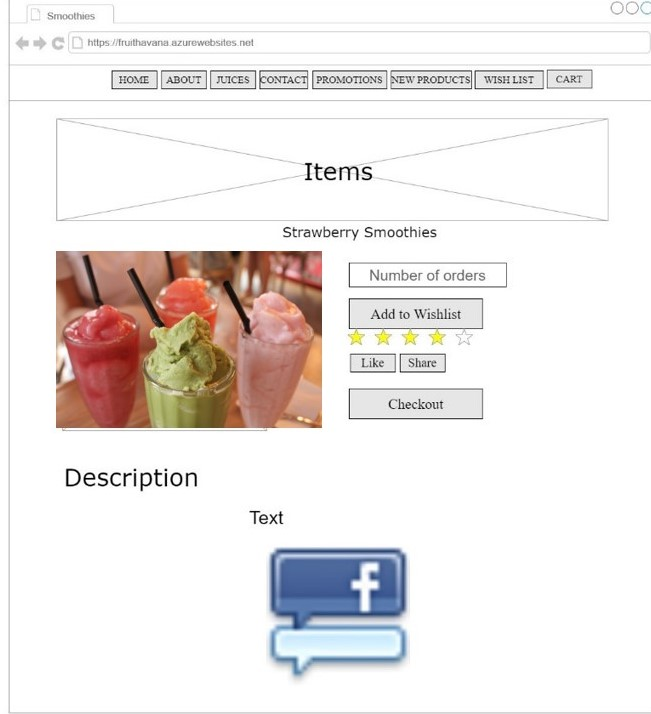 Smoothies
https://fruithavana.azurewebsites.net
HOME ABOUT JUICES CONTACT PROMOTIONS NEW PRODUCTS WISH LIST CART
Items
Strawberry Smoothies
Number of orders
Add to Wishlist
Like Share
Checkout
Description
Text
f